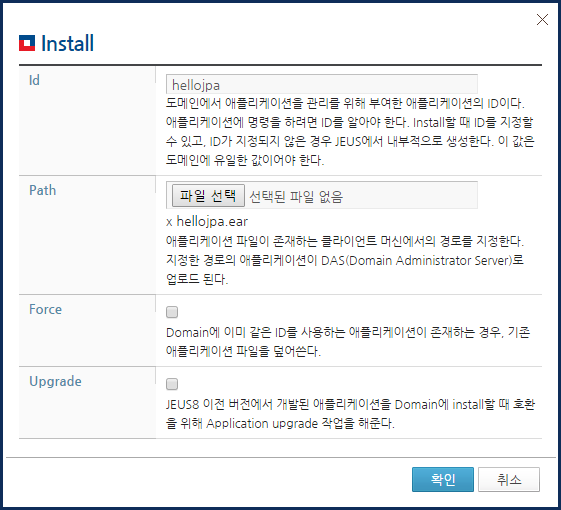 Install
Id
hellojpa
도메인에서 애플리케이션을 관리를 위해 부여한 애플리케이션의 ID이다.
애플리케이션에 명령을 하려면 ID를 알아야 한다. Install할 때 ID를 지정할
수 있고, ID가 지정되지 않은 경우 JEUS에서 내부적으로 생성한다. 이 값은
도메인에 유일한 값이어야 한다.
Path
파일 선택 선택된 파일 없음
x hellojpa.ear
애플리케이션 파일이 존재하는 클라이언트 머신에서의 경로를 지정한다.
지정한 경로의 애플리케이션이 DAS(Domain Administrator Server)로
업로드 된다.
Force
Domain에 이미 같은 ID를 사용하는 애플리케이션이 존재하는 경우, 기존
애플리케이션 파일을 덮어쓴다.
Upgrade
JEUS8 이전 버전에서 개발된 애플리케이션을 Domain에 install할 때 호환
을 위해 Application upgrade 작업을 해준다.
확인 취소